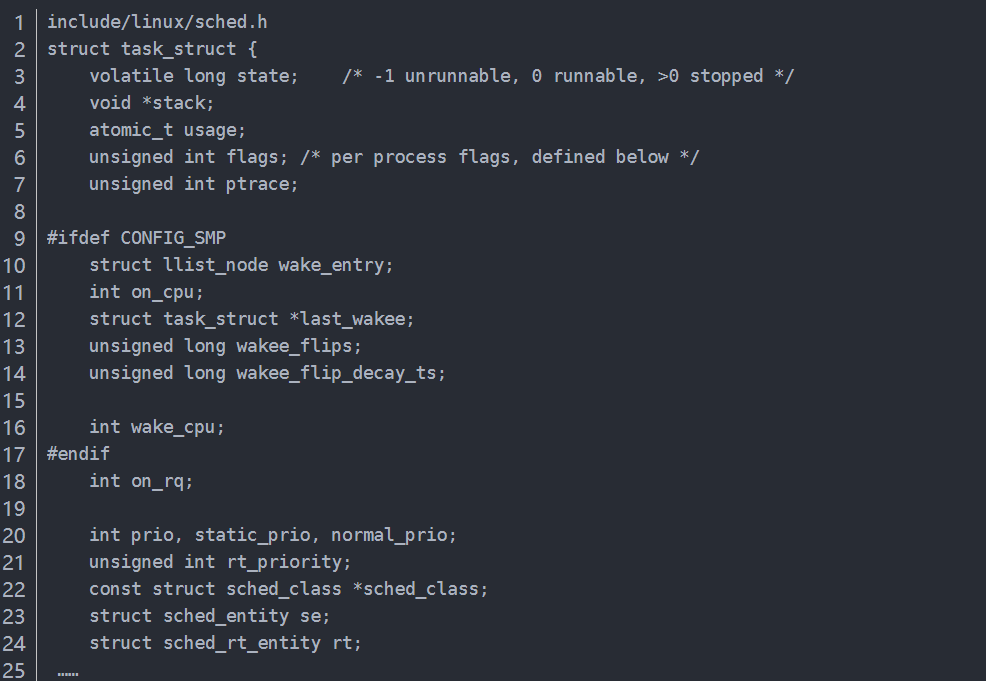 1 include/linux/sched.h
2 struct task_struct {
3     volatile long state;    /* -1 unrunnable, 0 runnable, >0 stopped */
4     void *stack;
5     atomic_t usage;
6     unsigned int flags; /* per process flags, defined below */
7     unsigned int ptrace;
8
9 #ifdef CONFIG_SMP
10     struct llist_node wake_entry;
11     int on_cpu;
12     struct task_struct *last_wakee;
13     unsigned long wakee_flips;
14     unsigned long wakee_flip_decay_ts;
15
16     int wake_cpu;
17 #endif
18     int on_rq;
19
20     int prio, static_prio, normal_prio;
21     unsigned int rt_priority;
22     const struct sched_class *sched_class;
23     struct sched_entity se;
24     struct sched_rt_entity rt;
25  ……